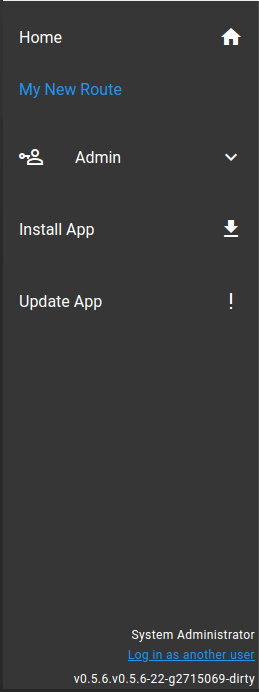 Home
My New Route
Admin
Install App
Update App
System Administrator
Log in as another user
v0.5.6.v0.5.6-22-g2715069-dirty